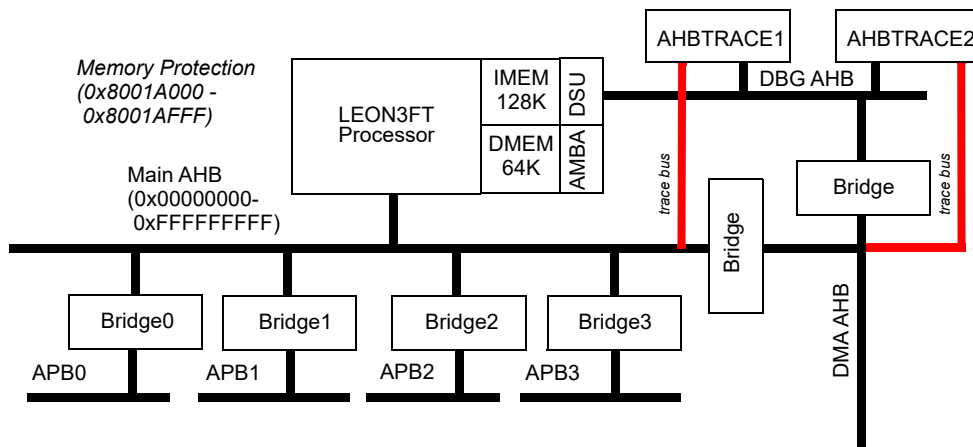 AHBTRACE1
AHBTRACE2
Memory Protection
(0x8001A000 -
0x8001AFFF)
LEON3FT
Processor
IMEM
128K
DSU
DMEM
64K
AMBA
DBG AHB
trace bus
trace bus
Bridge
Main AHB
(0x00000000-
0xFFFFFFFFFF)
Bridge
Bridge0
Bridge1
Bridge2
Bridge3
DMA AHB
APB0
APB1
APB2
APB3